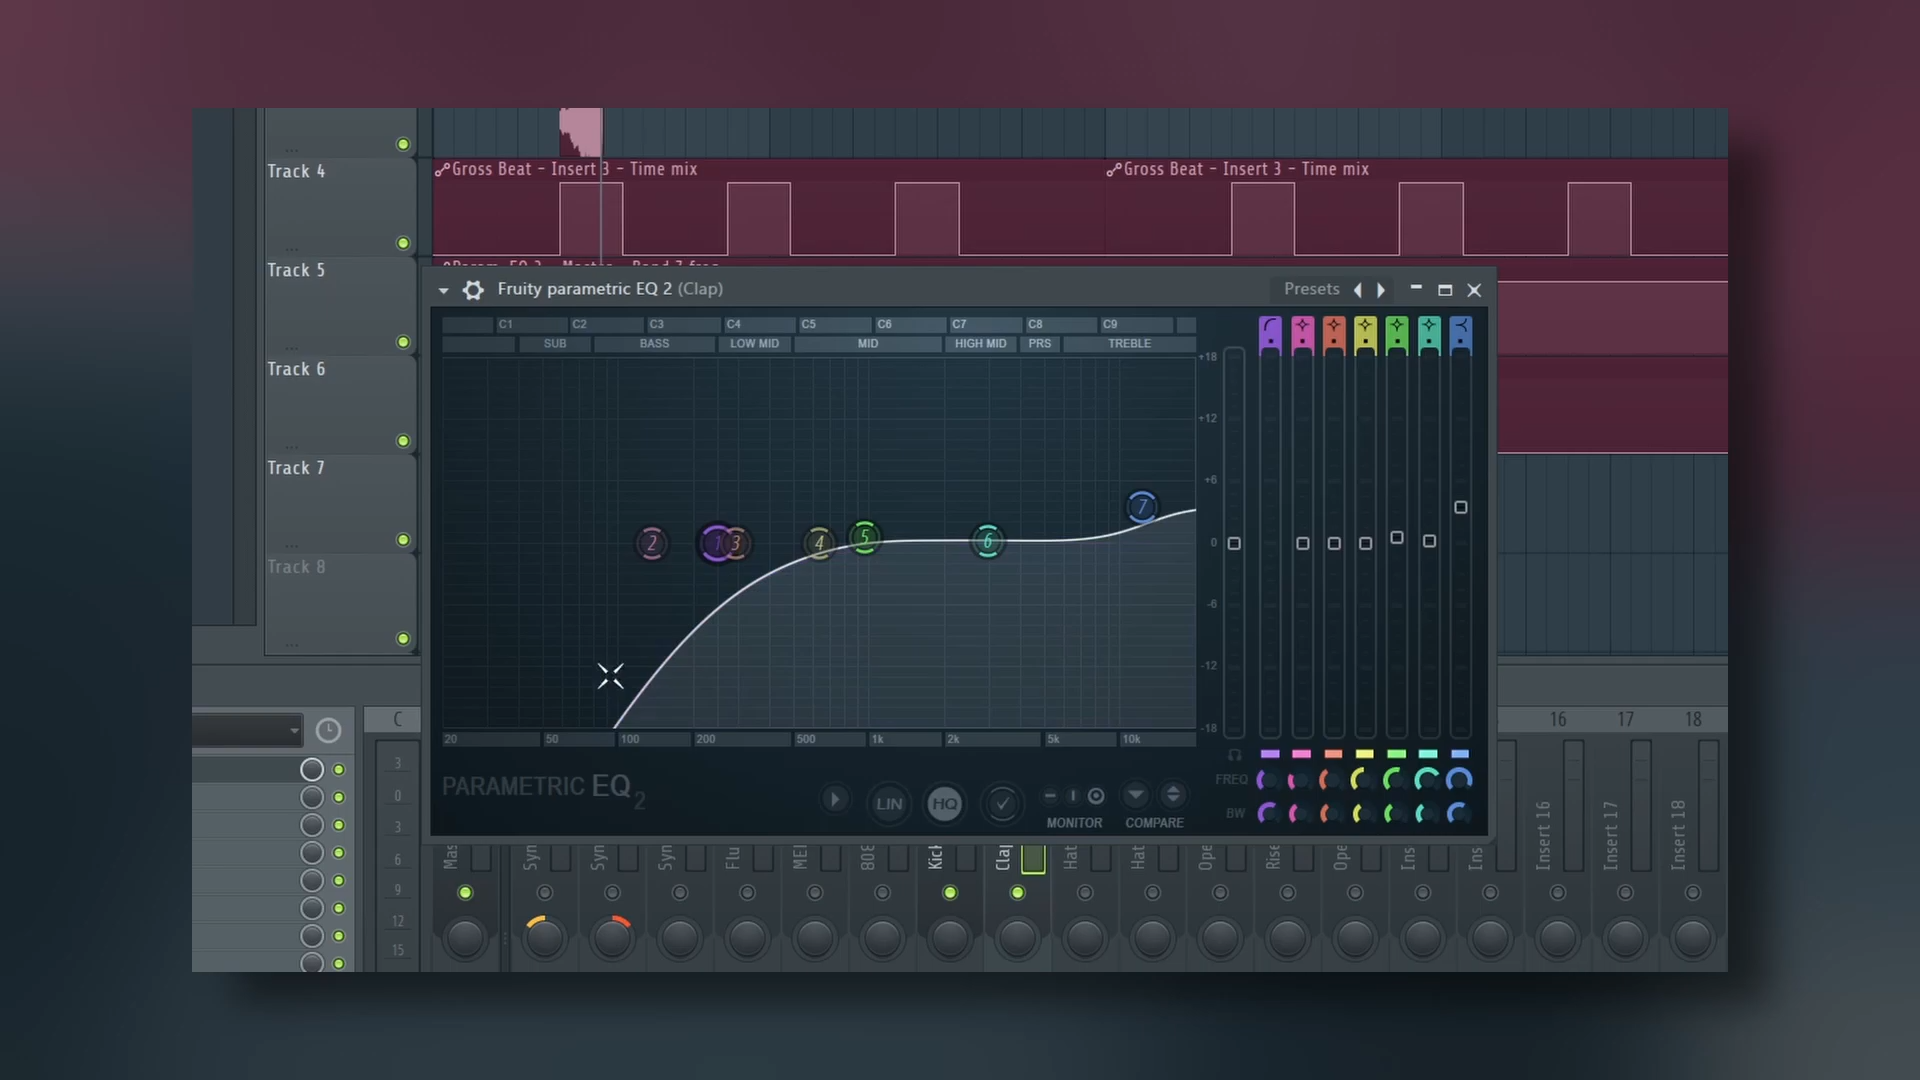 ...
Track 4
Gross Beat - Insert 3 - Time mix
Gross Beat - Insert 3 - Time mix
...
Track 5
...
Track 6
...
Track 7
...
Track 8
...
Fruity parametric EQ 2 (Clap)
Presets
C1 C2 C3 C4 C5 C6 C7 C8 C9
SUB BASS LOW MID MID HIGH MID PRS TREBLE
+18
+12
+6
0
-6
-12
-18
2 1 3 4 5 6 7
20 50 100 200 500 1k 2k 5k 10k
PARAMETRIC EQ 2
LIN HQ
MONITOR COMPARE
FREQ
BW
C 16 17 18
3
0
3
6
9
12
15
Mas Syn Syn Syn Flu 808 Kick Clap Hat Hat Ope Rise Ope Ins Ins Insert 16 Insert 17 Insert 18